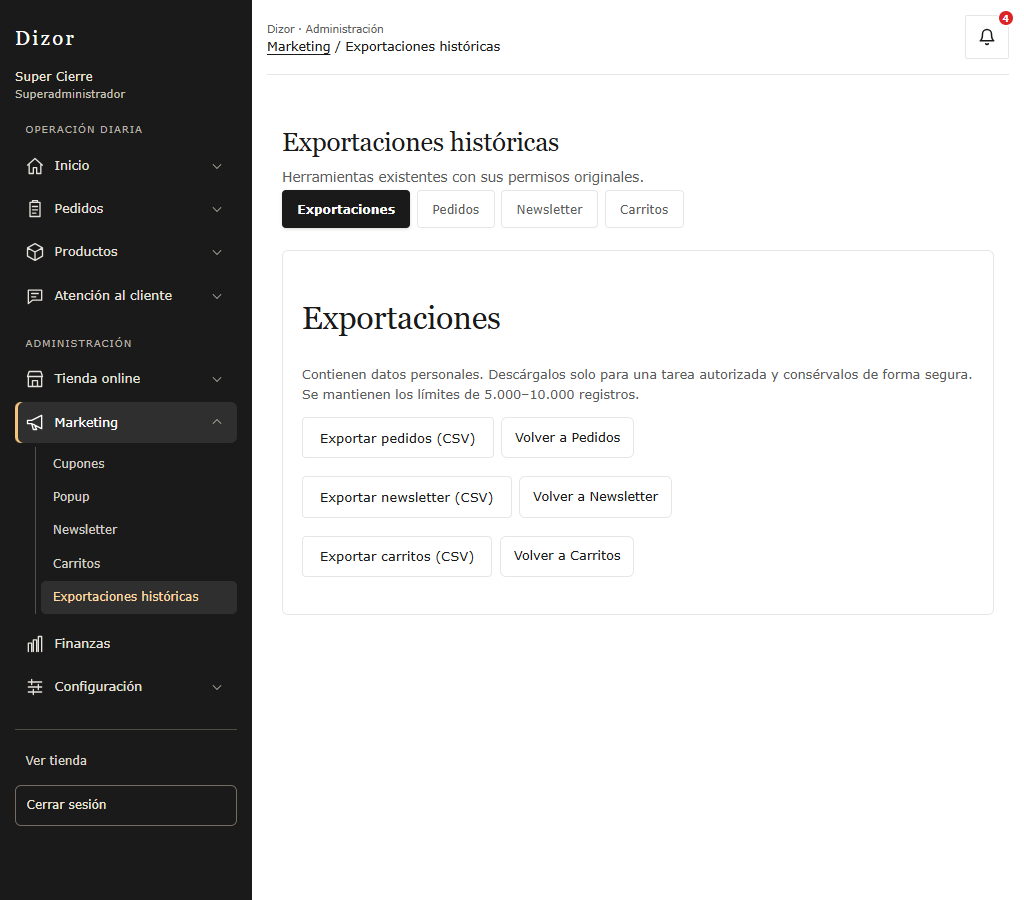 Dizor
Super Cierre
Superadministrador
OPERACIÓN DIARIA
Inicio
Pedidos
Productos
Atención al cliente
ADMINISTRACIÓN
Tienda online
Marketing
Cupones
Popup
Newsletter
Carritos
Exportaciones históricas
Finanzas
Configuración
Ver tienda
Cerrar sesión
Dizor · Administración
Marketing / Exportaciones históricas
4
Exportaciones históricas
Herramientas existentes con sus permisos originales.
Exportaciones Pedidos Newsletter Carritos
Exportaciones
Contienen datos personales. Descárgalos solo para una tarea autorizada y consérvalos de forma segura.
Se mantienen los límites de 5.000–10.000 registros.
Exportar pedidos (CSV) Volver a Pedidos
Exportar newsletter (CSV) Volver a Newsletter
Exportar carritos (CSV) Volver a Carritos